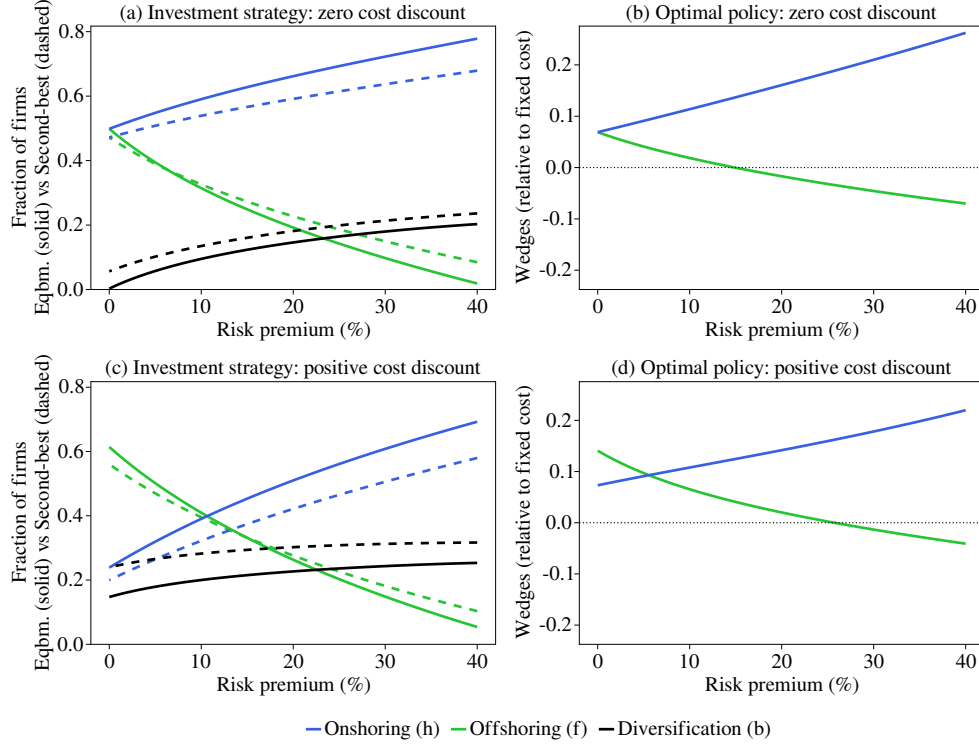 (a) Investment strategy: zero cost discount
Fraction of firms
Eqbm. (solid) vs Second-best (dashed)
0.8
0.6
0.4
0.2
0.0
0 10 20 30 40
Risk premium (%)
(b) Optimal policy: zero cost discount
Wedges (relative to fixed cost)
0.2
0.1
0.0
-0.1
-0.2
0 10 20 30 40
Risk premium (%)
(c) Investment strategy: positive cost discount
Fraction of firms
Eqbm. (solid) vs Second-best (dashed)
0.8
0.6
0.4
0.2
0.0
0 10 20 30 40
Risk premium (%)
(d) Optimal policy: positive cost discount
Wedges (relative to fixed cost)
0.2
0.1
0.0
-0.1
-0.2
0 10 20 30 40
Risk premium (%)
Onshoring (h) Offshoring (f) Diversification (b)